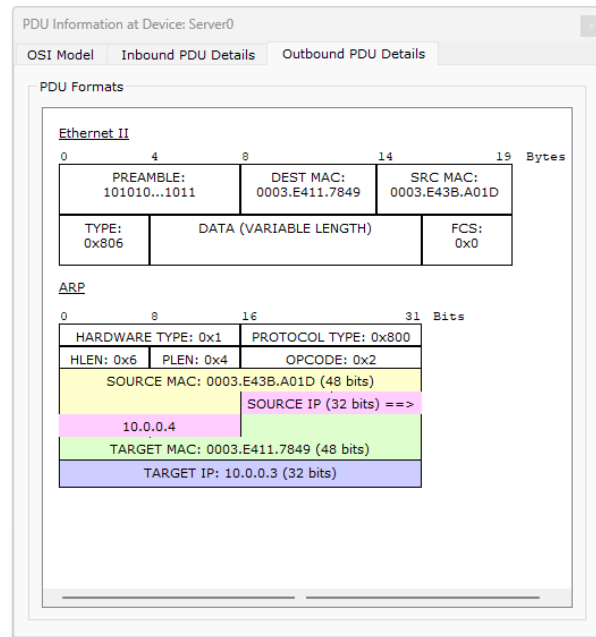 PDU Information at Device: Server0
OSI Model Inbound PDU Details Outbound PDU Details
PDU Formats
Ethernet II
0 4 8 14 19 Bytes
PREAMBLE: DEST MAC: SRC MAC:
101010...1011 0003.E411.7849 0003.E43B.A01D
TYPE: DATA (VARIABLE LENGTH) FCS:
0x806 0x0
ARP
0 8 16 31 Bits
HARDWARE TYPE: 0x1 PROTOCOL TYPE: 0x800
HLEN: 0x6 PLEN: 0x4 OPCODE: 0x2
SOURCE MAC: 0003.E43B.A01D (48 bits)
SOURCE IP (32 bits) ==>
10.0.0.4
TARGET MAC: 0003.E411.7849 (48 bits)
TARGET IP: 10.0.0.3 (32 bits)